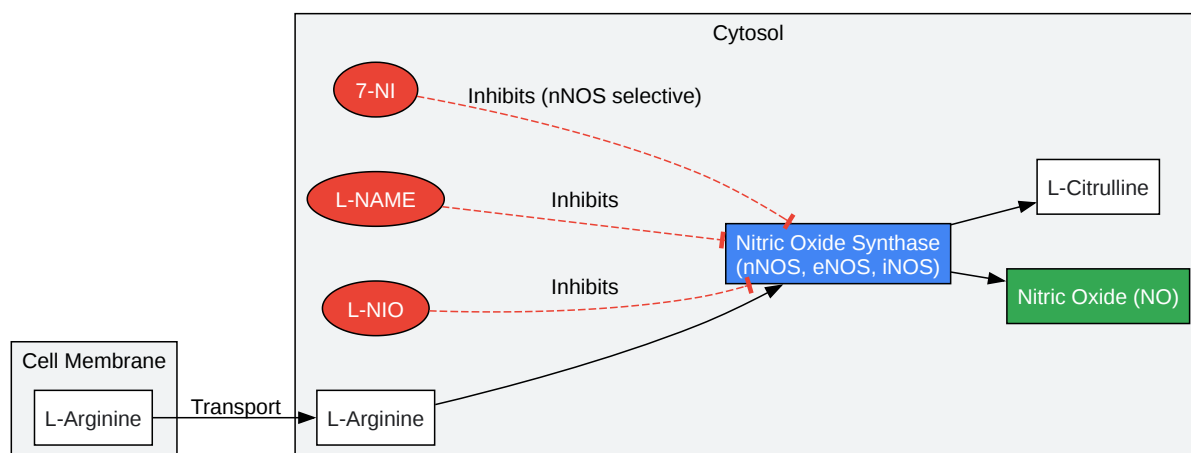 Cytosol
7-NI
Inhibits (nNOS selective)
L-NAME
Inhibits
L-Citrulline
Nitric Oxide Synthase
(nNOS, eNOS, iNOS)
L-NIO
Inhibits
Nitric Oxide (NO)
Cell Membrane
L-Arginine
Transport
L-Arginine